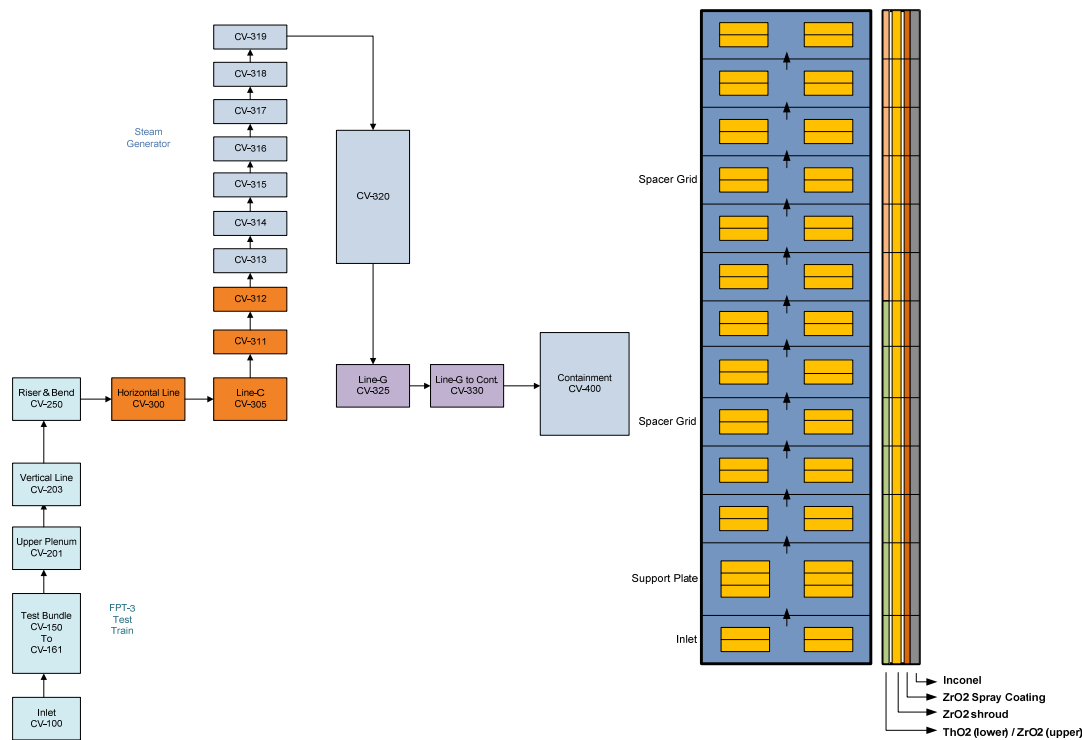 CV-319
CV-318
CV-317
Steam
Generator
CV-316
CV-315
CV-314
CV-313
CV-312
CV-311
CV-320
Riser & Bend
CV-250
Horizontal Line
CV-300
Line-C
CV-305
Line-G
CV-325
Line-G to Cont.
CV-330
Containment
CV-400
Vertical Line
CV-203
Upper Plenum
CV-201
Test Bundle
CV-150
To
CV-161
FPT-3
Test
Train
Inlet
CV-100
Spacer Grid
Spacer Grid
Support Plate
Inlet
Inconel
ZrO2 Spray Coating
ZrO2 shroud
ThO2 (lower) / ZrO2 (upper)